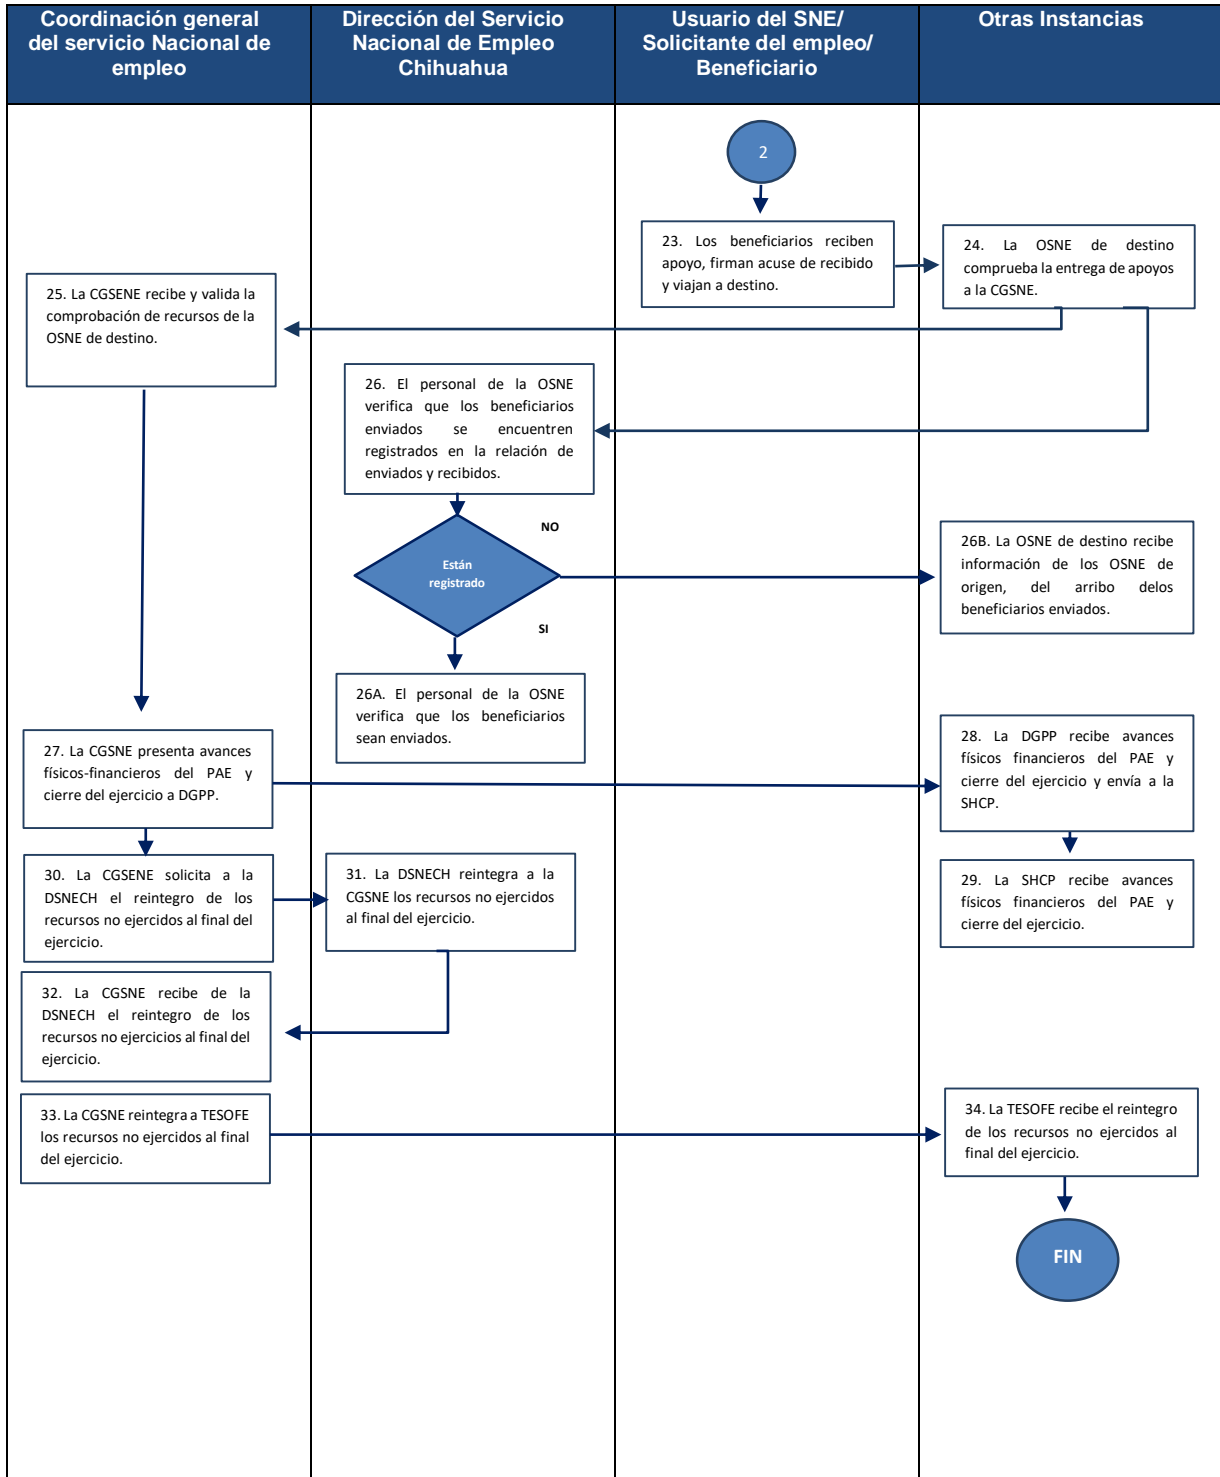 Coordinación general
del servicio Nacional de
empleo
Dirección del Servicio
Nacional de Empleo
Chihuahua
Usuario del SNE/
Solicitante del empleo/
Beneficiario
Otras Instancias
2
23. Los beneficiarios reciben
apoyo, firman acuse de recibido
y viajan a destino.
24. La OSNE de destino
comprueba la entrega de apoyos
a la CGSNE.
25. La CGSENE recibe y valida la
comprobación de recursos de la
OSNE de destino.
26. El personal de la OSNE
verifica que los beneficiarios
enviados se encuentren
registrados en la relación de
enviados y recibidos.
NO
Están
registrado
SI
26B. La OSNE de destino recibe
información de los OSNE de
origen, del arribo delos
beneficiarios enviados.
26A. El personal de la OSNE
verifica que los beneficiarios
sean enviados.
27. La CGSNE presenta avances
físicos-financieros del PAE y
cierre del ejercicio a DGPP.
28. La DGPP recibe avances
físicos financieros del PAE y
cierre del ejercicio y envía a la
SHCP.
29. La SHCP recibe avances
físicos financieros del PAE y
cierre del ejercicio.
30. La CGSENE solicita a la
DSNECH el reintegro de los
recursos no ejercidos al final del
ejercicio.
31. La DSNECH reintegra a la
CGSNE los recursos no ejercidos
al final del ejercicio.
32. La CGSNE recibe de la
DSNECH el reintegro de los
recursos no ejercicios al final del
ejercicio.
33. La CGSNE reintegra a TESOFE
los recursos no ejercidos al final
del ejercicio.
34. La TESOFE recibe el reintegro
de los recursos no ejercidos al
final del ejercicio.
FIN